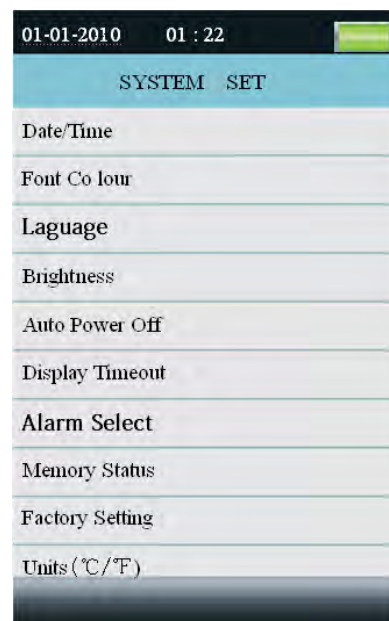 01-01-2010 01 : 22
SYSTEM SET
Date/Time
Font Co lour
Laguage
Brightness
Auto Power Off
Display Timeout
Alarm Select
Memory Status
Factory Setting
Units(℃/℉)